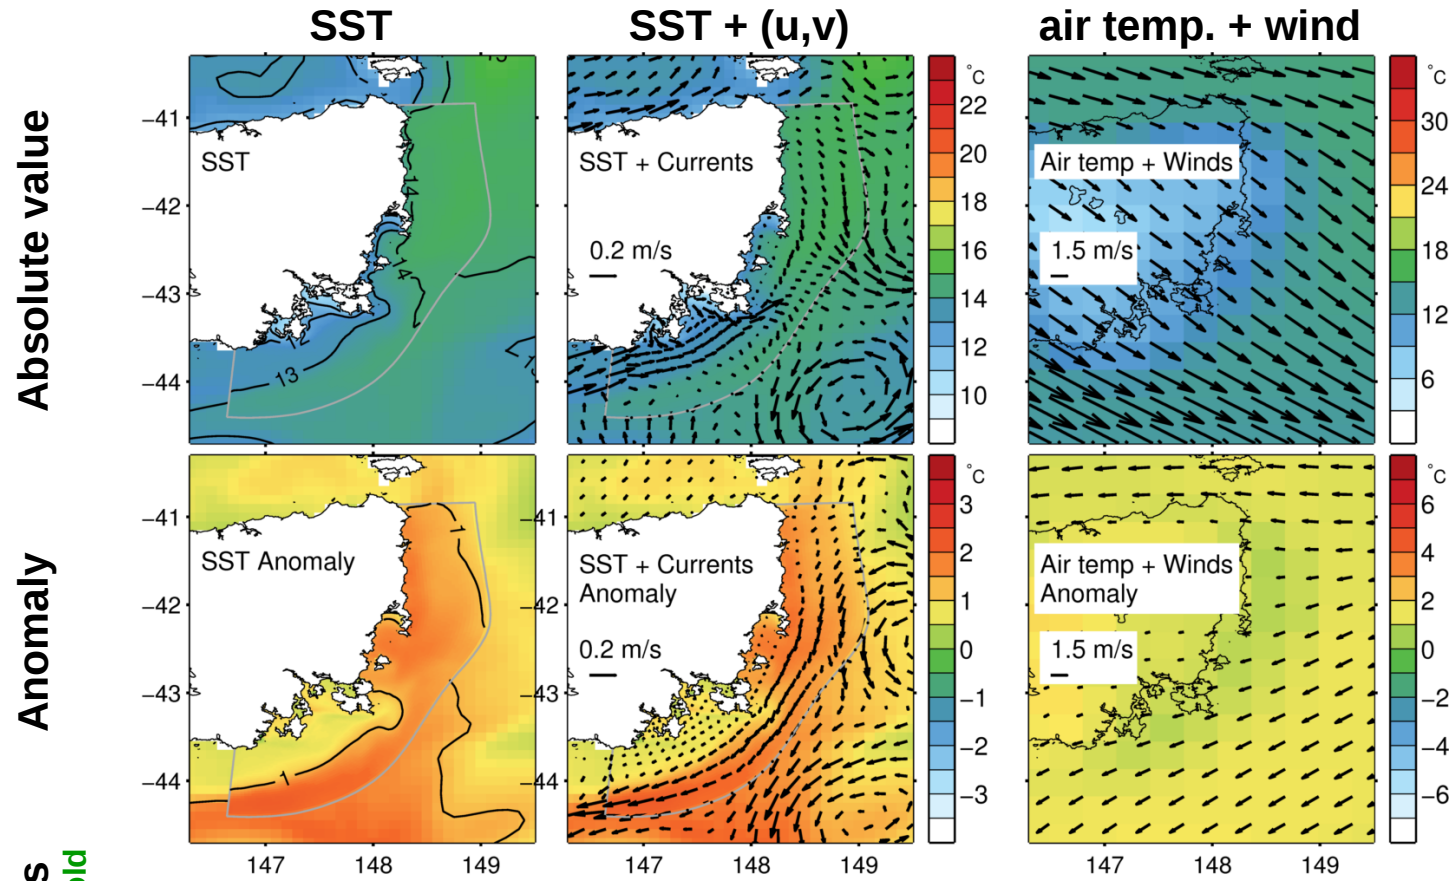 SST
SST + (u,v)
air temp. + wind
Absolute value
SST
14
14
13
−41
−42
−43
−44
SST + Currents
0.2 m/s
°C
22
20
18
16
14
12
10
Air temp + Winds
1.5 m/s
°C
30
24
18
12
6
Anomaly
SST Anomaly
1
1
−41
−42
−43
−44
147
148
149
SST + Currents
Anomaly
0.2 m/s
−41
−42
−43
−44
147
148
149
°C
3
2
1
0
−1
−2
−3
Air temp + Winds
Anomaly
1.5 m/s
147
148
149
°C
6
4
2
0
−2
−4
−6
s
old